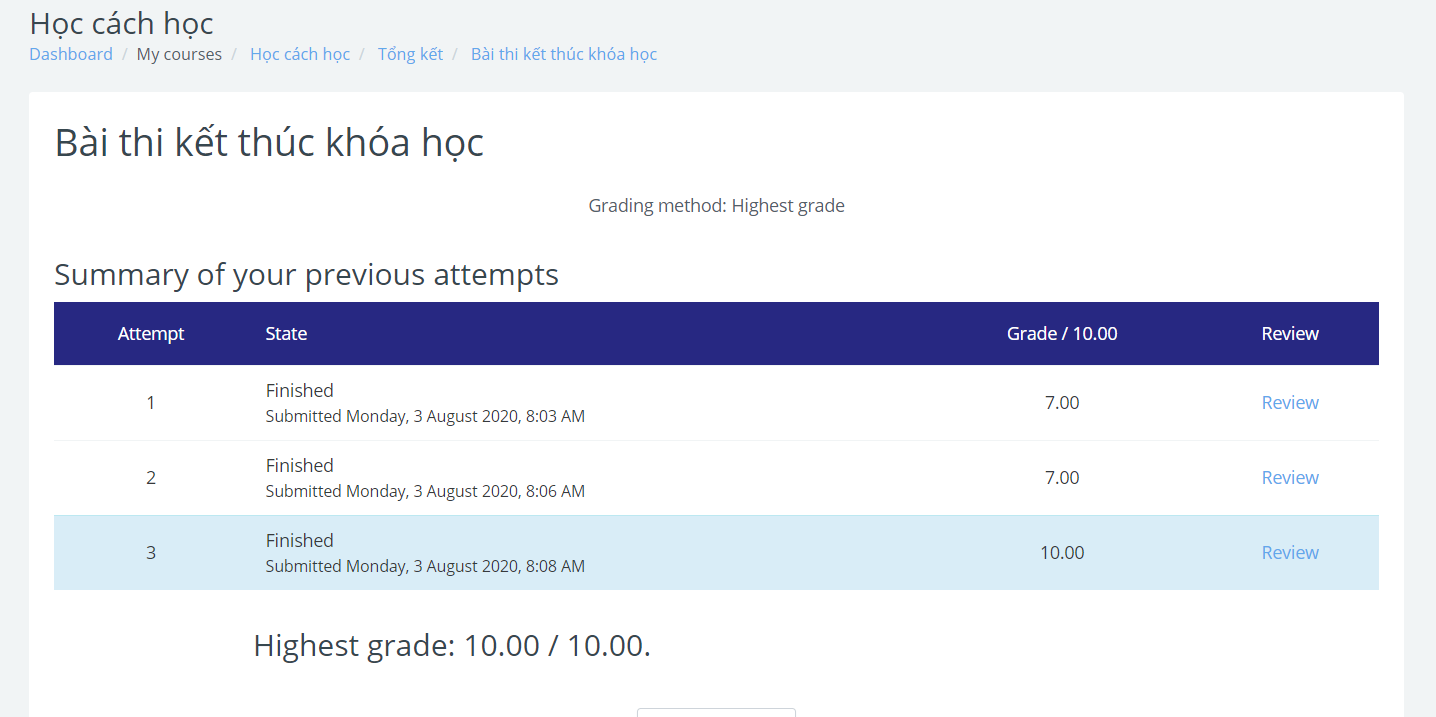 Học cách học
Dashboard / My courses / Học cách học / Tổng kết / Bài thi kết thúc khóa học
Bài thi kết thúc khóa học
Grading method: Highest grade
Summary of your previous attempts
Attempt State Grade / 10.00 Review
1 Finished 7.00 Review
Submitted Monday, 3 August 2020, 8:03 AM
2 Finished 7.00 Review
Submitted Monday, 3 August 2020, 8:06 AM
3 Finished 10.00 Review
Submitted Monday, 3 August 2020, 8:08 AM
Highest grade: 10.00 / 10.00.